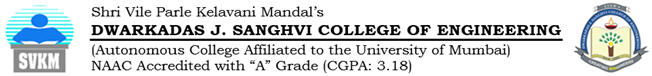 Shri Vile Parle Kelavani Mandal's
DWARKADAS J. SANGHVI COLLEGE OF ENGINEERING
(Autonomous College Affiliated to the University of Mumbai)
NAAC Accredited with "A" Grade (CGPA: 3.18)
SVKM